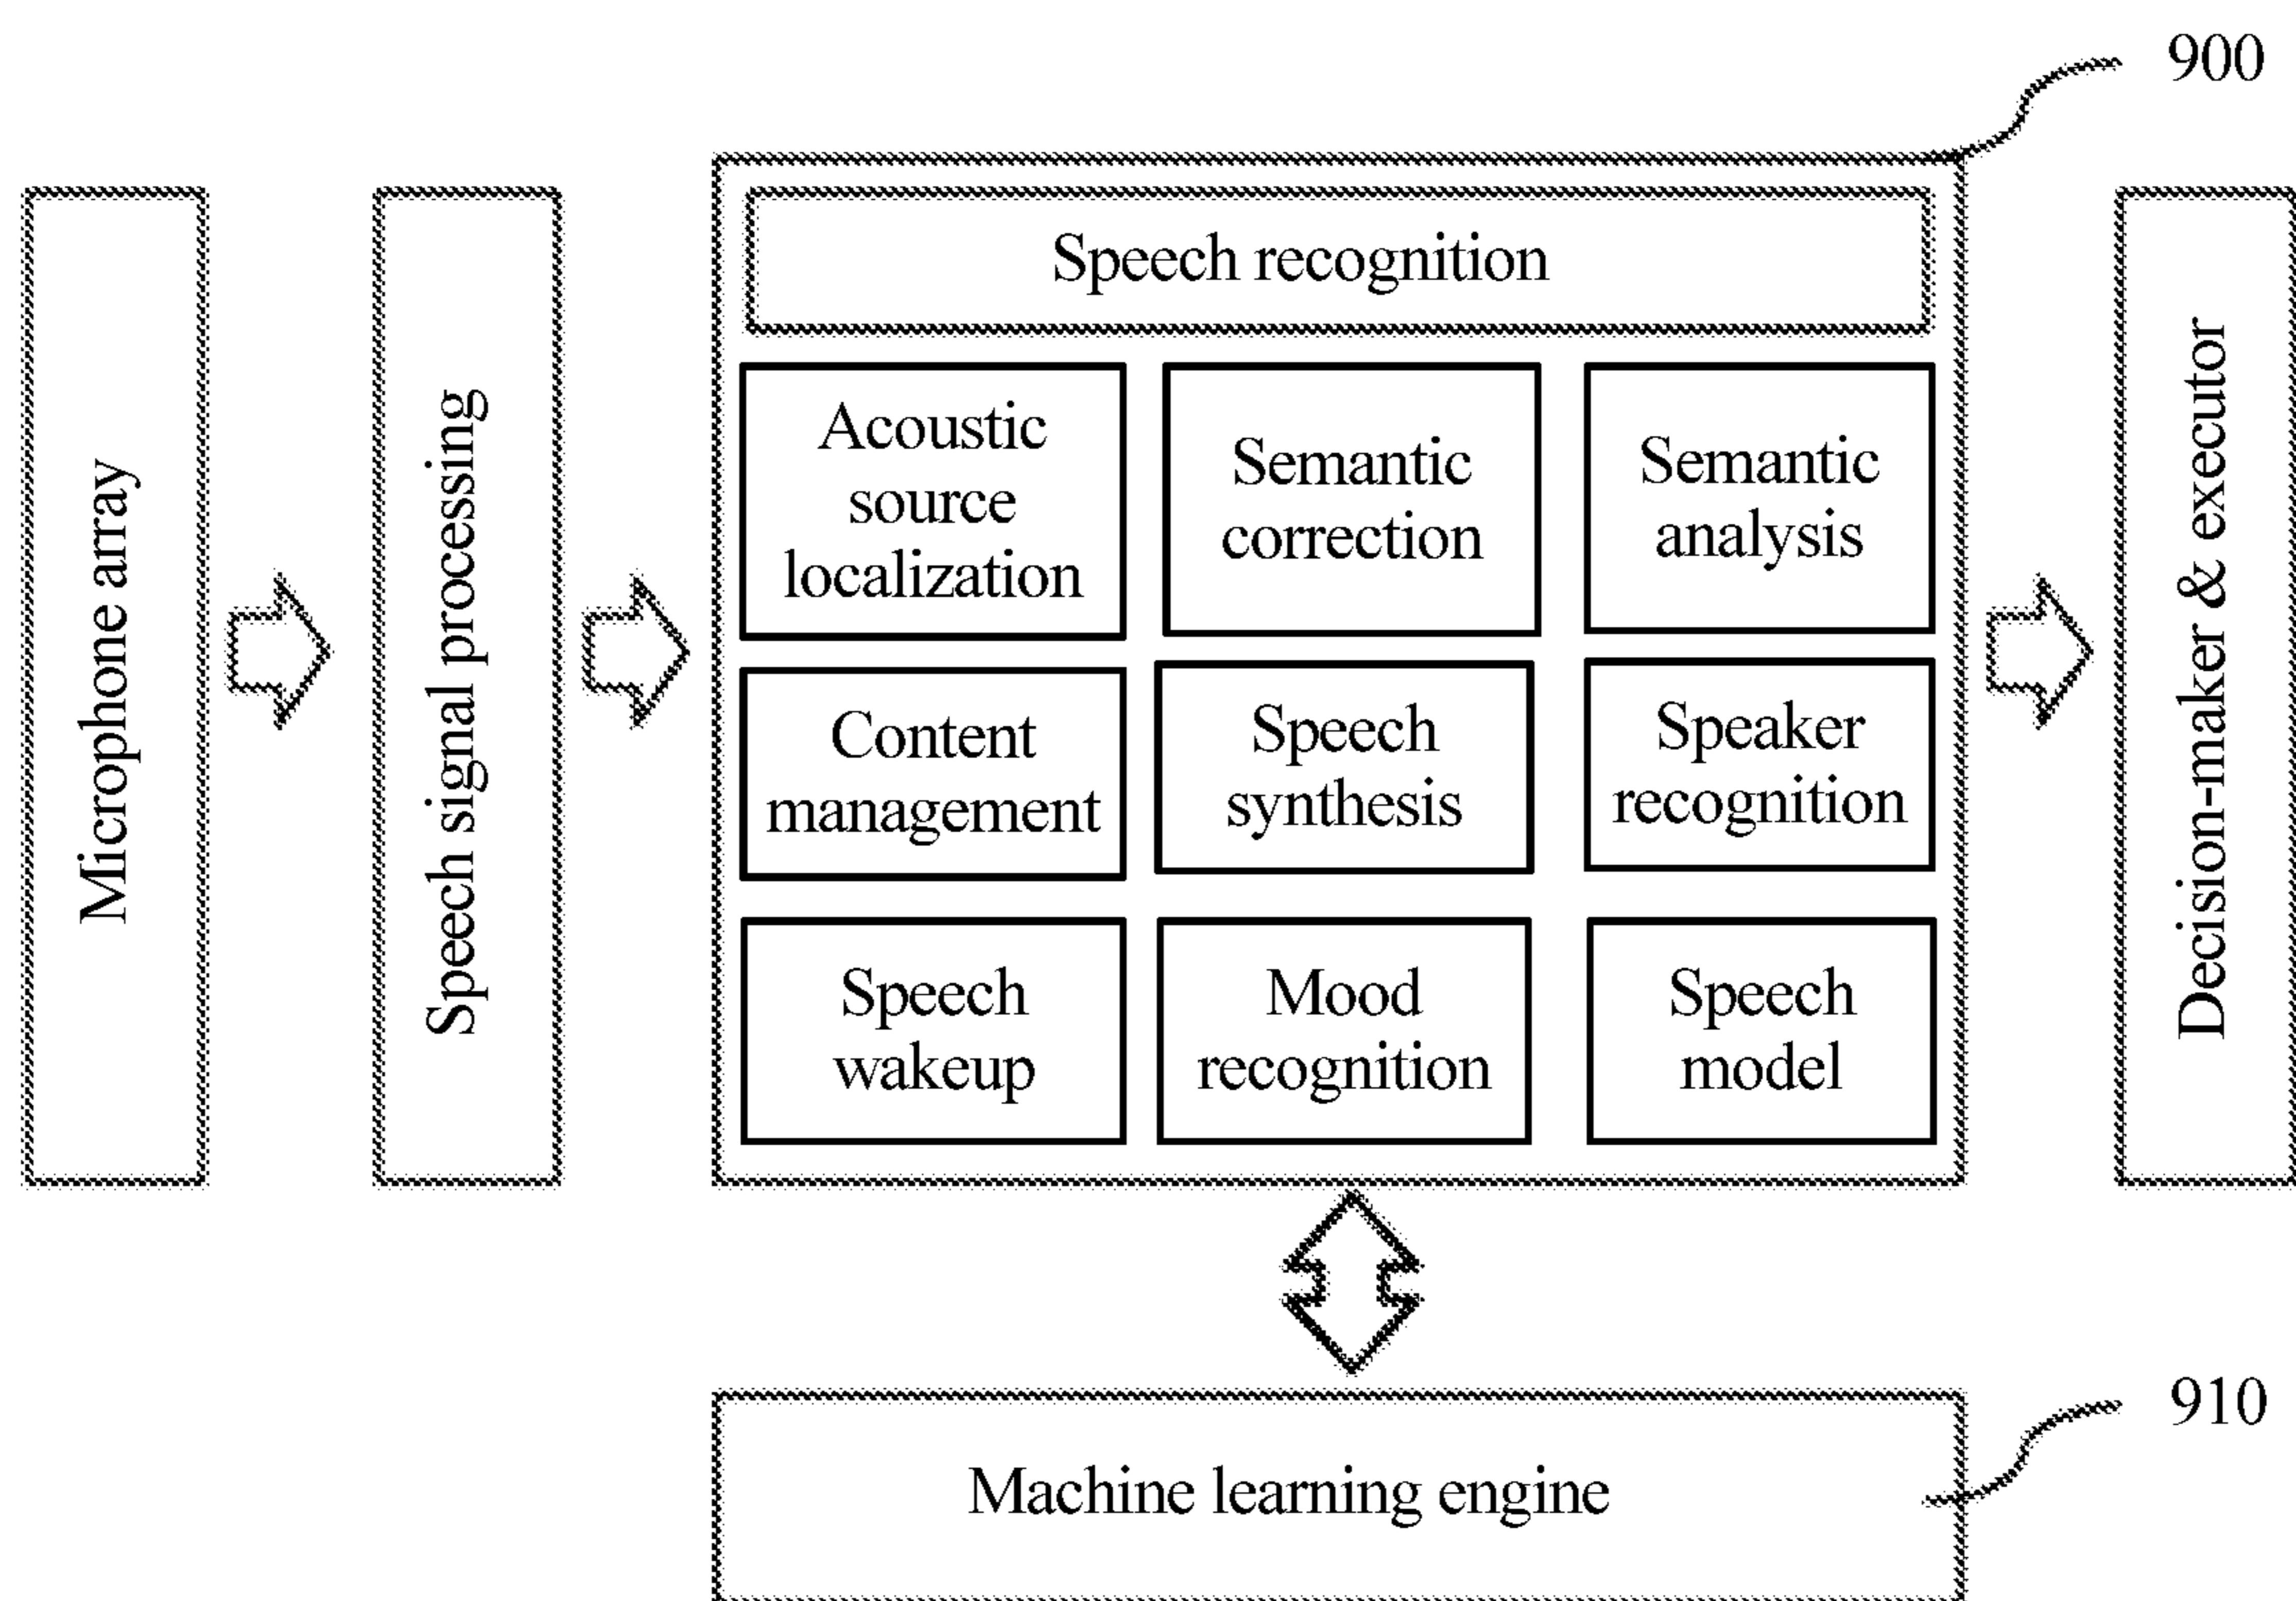 900
Microphone array
Speech signal processing
Speech recognition
Acoustic
source
localization
Semantic
correction
Semantic
analysis
Content
management
Speech
synthesis
Speaker
recognition
Speech
wakeup
Mood
recognition
Speech
model
Decision-maker & executor
Machine learning engine
910